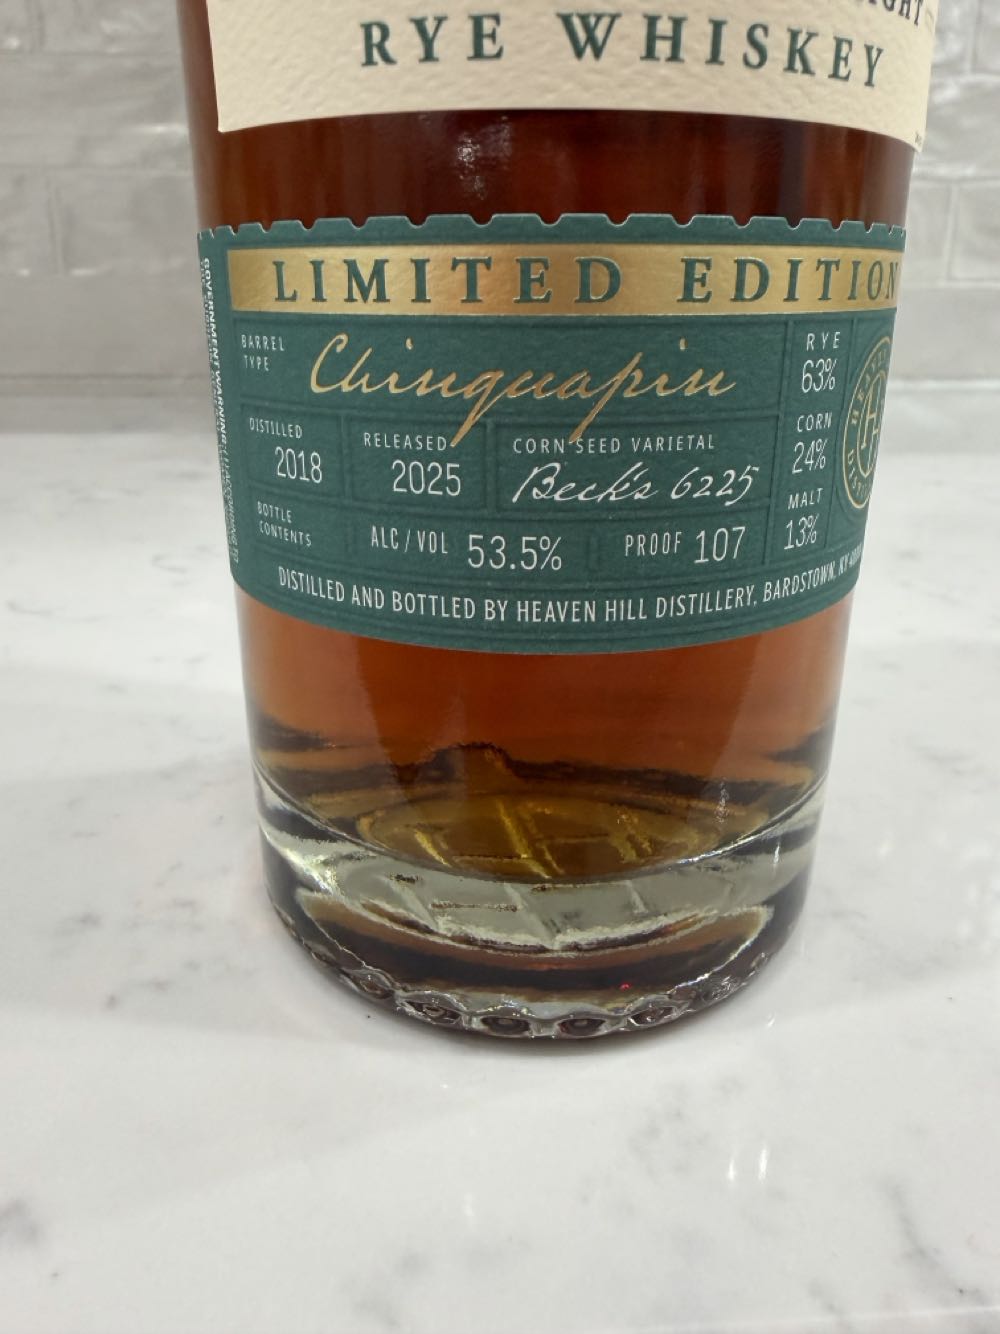 RYE WHISKEY
LIMITED EDITION
BARREL TYPE
Chinquapin
RYE
63%
DISTILLED
2018
RELEASED
2025
CORN SEED VARIETAL
Beck's 6225
CORN
24%
BOTTLE CONTENTS
ALC/VOL 53.5%
PROOF 107
MALT
13%
DISTILLED AND BOTTLED BY HEAVEN HILL DISTILLERY, BARDSTOWN, KY
GOVERNMENT WARNING: